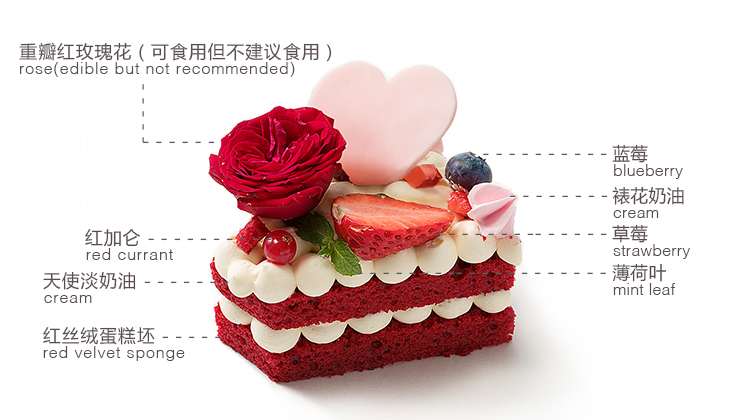 重瓣红玫瑰花（可食用但不建议食用）
rose(edible but not recommended)
蓝莓
blueberry
裱花奶油
cream
红加仑
red currant
草莓
strawberry
天使淡奶油
cream
薄荷叶
mint leaf
红丝绒蛋糕坯
red velvet sponge